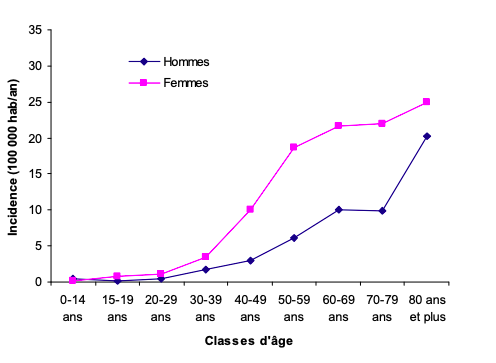 35
30
25
20
15
10
5
0
Incidence (100 000 hab/an)
Hommes
Femmes
0-14 15-19 20-29 30-39 40-49 50-59 60-69 70-79 80 ans
ans ans ans ans ans ans ans ans et plus
Classes d'âge